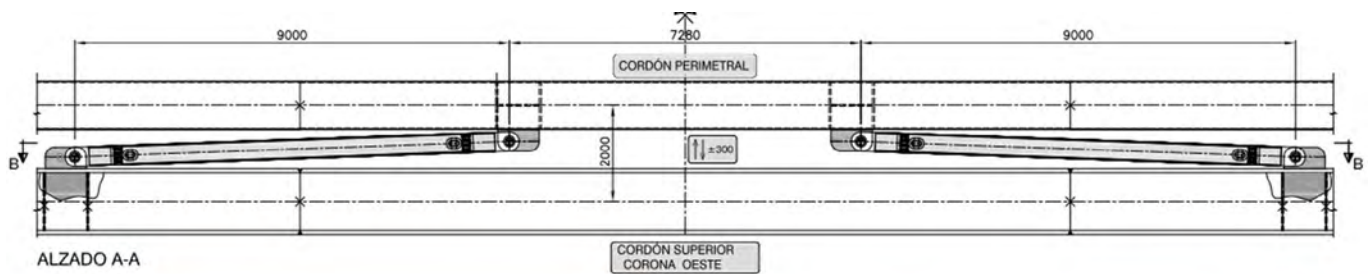 9000
7280
9000
CORDÓN PERIMETRAL
B
2000
±300
B
ALZADO A-A
CORDÓN SUPERIOR
CORONA OESTE